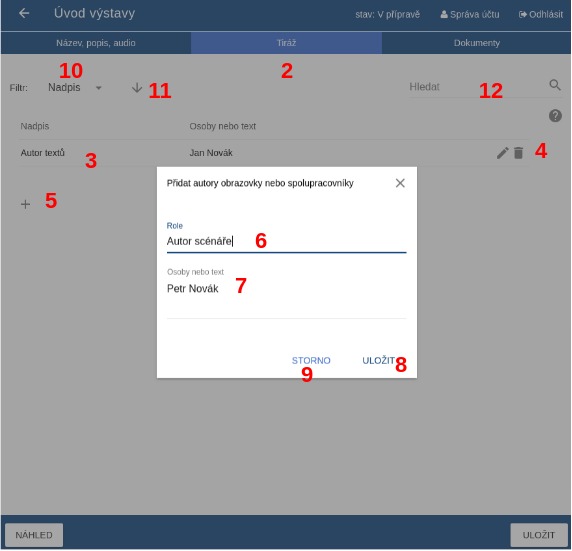 Úvod výstavy stav: V přípravě Správa účtu Odhlásit
Název, popis, audio Tiráž Dokumenty
10 2
Filtr: Nadpis 11 Hledat 12
Nadpis Osoby nebo text
Autor textů 3 Jan Novák 4
5
Přidat autory obrazovky nebo spolupracovníky
Role
Autor scénáře 6
Osoby nebo text
Petr Novák 7
STORNO 9 ULOŽIT 8
NÁHLED ULOŽIT